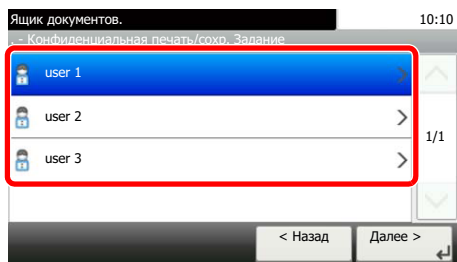 Ящик документов. 10:10
- Конфиденциальная печать/сохр. Задание
user 1
user 2
1/1
user 3
< Назад Далее >